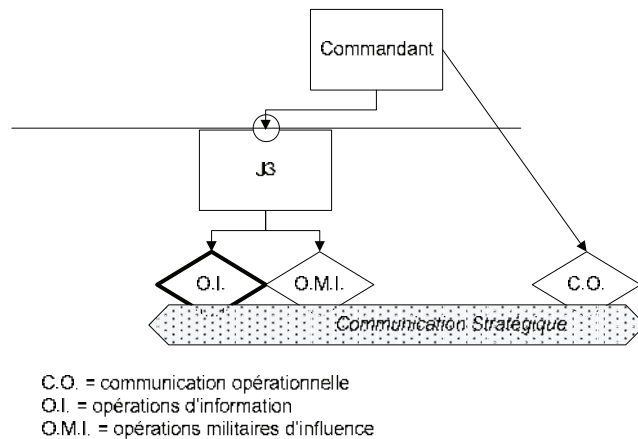 Commandant
J3
O.I.
O.M.I.
C.O.
Communication Stratégique
C.O. = communication opérationnelle
O.I. = opérations d'information
O.M.I. = opérations militaires d'influence